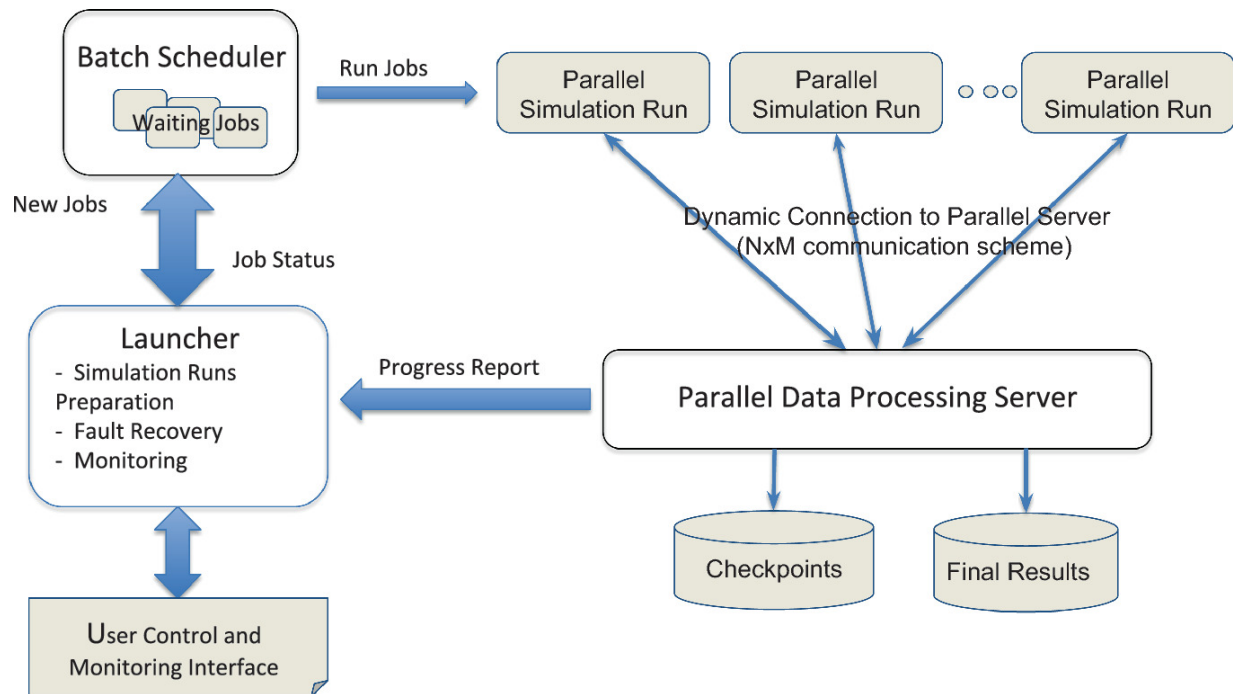 Batch Scheduler
Waiting Jobs
Run Jobs
Parallel
Simulation Run
Parallel
Simulation Run
Parallel
Simulation Run
New Jobs
Job Status
Dynamic Connection to Parallel Server
(NxM communication scheme)
Launcher
- Simulation Runs
Preparation
- Fault Recovery
- Monitoring
Progress Report
Parallel Data Processing Server
Checkpoints
Final Results
User Control and
Monitoring Interface